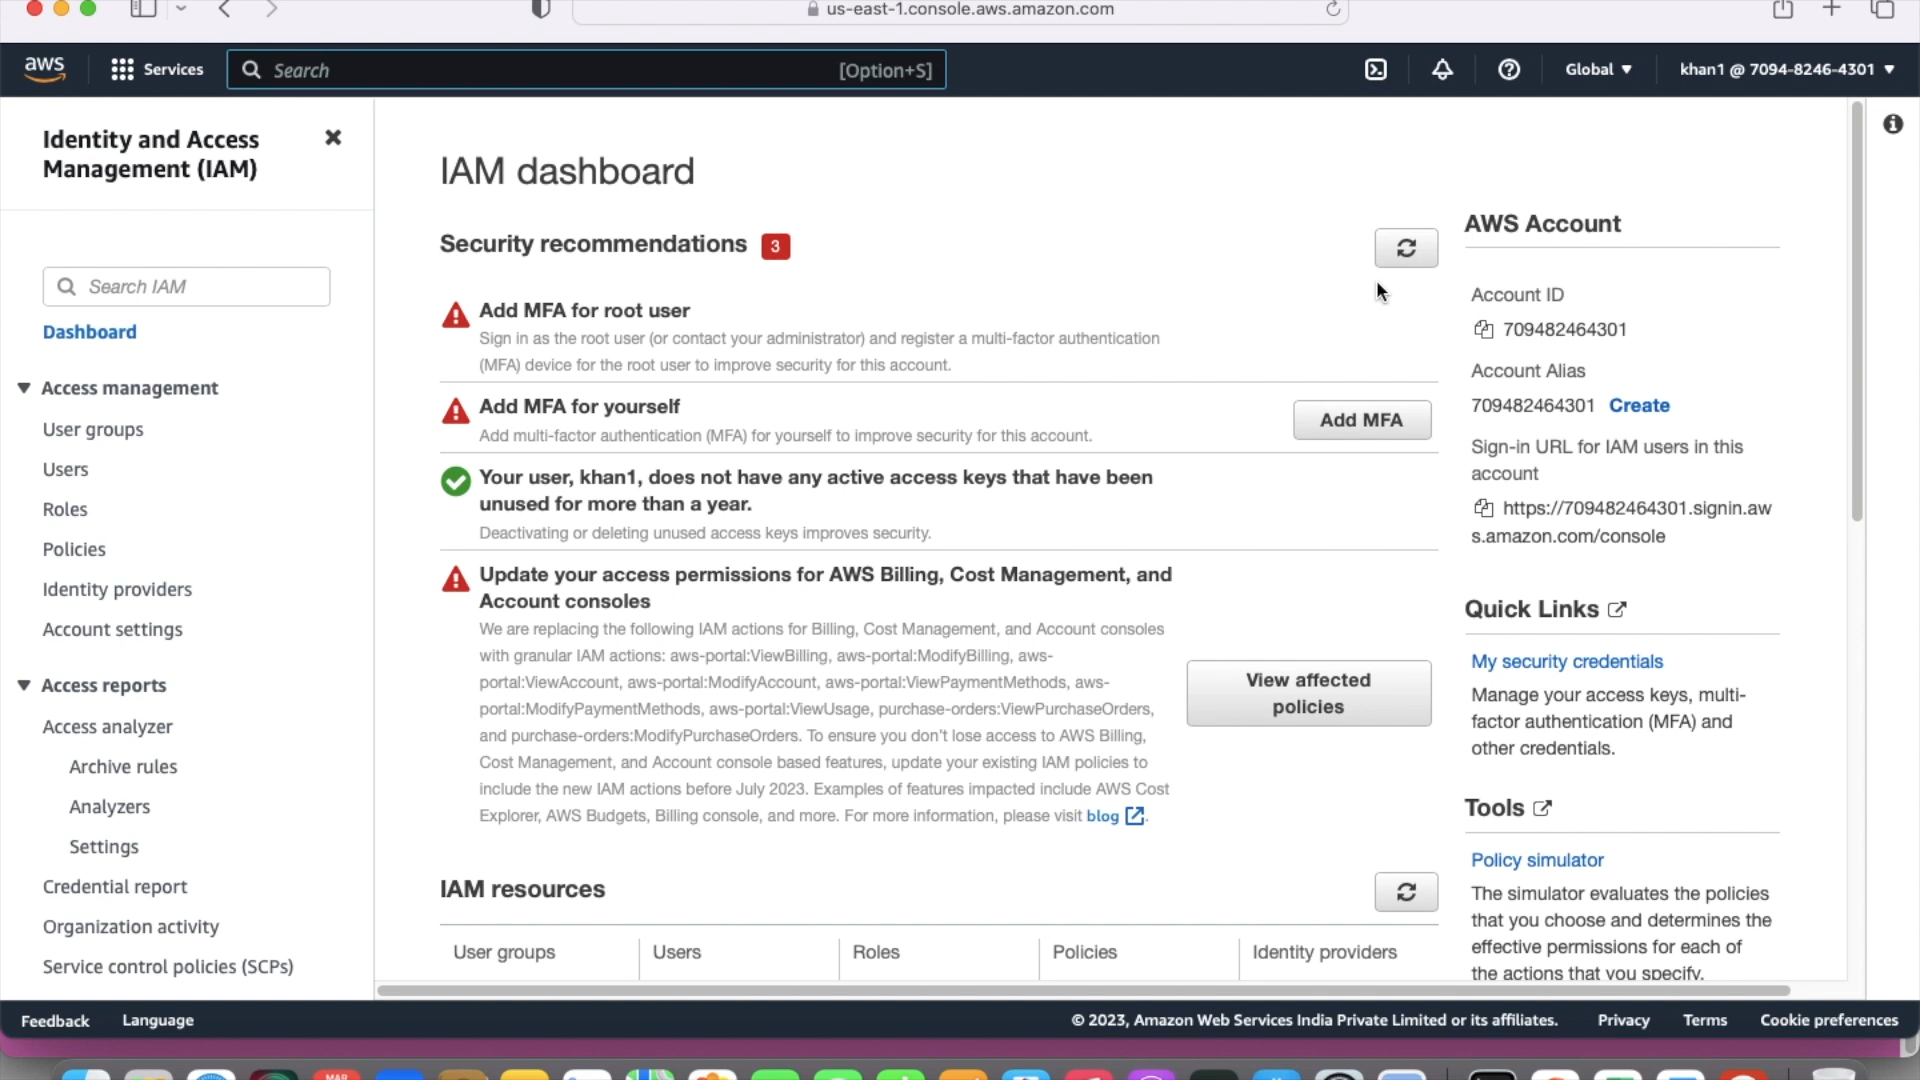 us-east-1.console.aws.amazon.com
aws Services Search [Option+S] Global khan1 @ 7094-8246-4301
Identity and Access
Management (IAM)
Search IAM
Dashboard
Access management
User groups
Users
Roles
Policies
Identity providers
Account settings
Access reports
Access analyzer
Archive rules
Analyzers
Settings
Credential report
Organization activity
Service control policies (SCPs)
IAM dashboard
Security recommendations 3
Add MFA for root user
Sign in as the root user (or contact your administrator) and register a multi-factor authentication
(MFA) device for the root user to improve security for this account.
Add MFA for yourself
Add multi-factor authentication (MFA) for yourself to improve security for this account.
Add MFA
Your user, khan1, does not have any active access keys that have been
unused for more than a year.
Deactivating or deleting unused access keys improves security.
Update your access permissions for AWS Billing, Cost Management, and
Account consoles
We are replacing the following IAM actions for Billing, Cost Management, and Account consoles
with granular IAM actions: aws-portal:ViewBilling, aws-portal:ModifyBilling, aws-
portal:ViewAccount, aws-portal:ModifyAccount, aws-portal:ViewPaymentMethods, aws-
portal:ModifyPaymentMethods, aws-portal:ViewUsage, purchase-orders:ViewPurchaseOrders,
and purchase-orders:ModifyPurchaseOrders. To ensure you don't lose access to AWS Billing,
Cost Management, and Account console based features, update your existing IAM policies to
include the new IAM actions before July 2023. Examples of features impacted include AWS Cost
Explorer, AWS Budgets, Billing console, and more. For more information, please visit blog .
View affected
policies
IAM resources
User groups Users Roles Policies Identity providers
AWS Account
Account ID
709482464301
Account Alias
709482464301 Create
Sign-in URL for IAM users in this
account
https://709482464301.signin.aw
s.amazon.com/console
Quick Links
My security credentials
Manage your access keys, multi-
factor authentication (MFA) and
other credentials.
Tools
Policy simulator
The simulator evaluates the policies
that you choose and determines the
effective permissions for each of
the actions that you specify.
Feedback Language © 2023, Amazon Web Services India Private Limited or its affiliates. Privacy Terms Cookie preferences
MAR